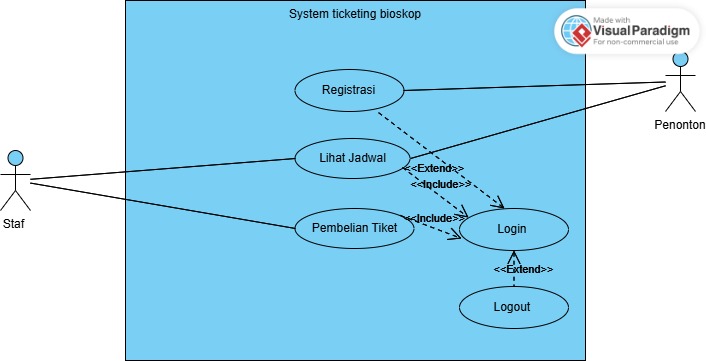 System ticketing bioskop
Made with
Visual Paradigm
For non-commercial use
Registrasi
Penonton
Lihat Jadwal
<<Extend>>
<<Include>>
Staf
Pembelian Tiket
<<Include>>
Login
<<Extend>>
Logout